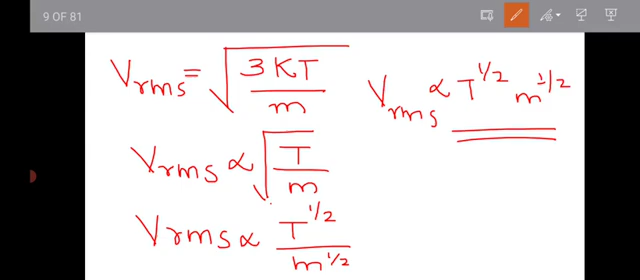 9 OF 81
Vrms = √(3KT/m)
Vrms ∝ √(T/m)
Vrms ∝ T^1/2 / m^1/2
Vrms ∝ T^1/2 m^-1/2